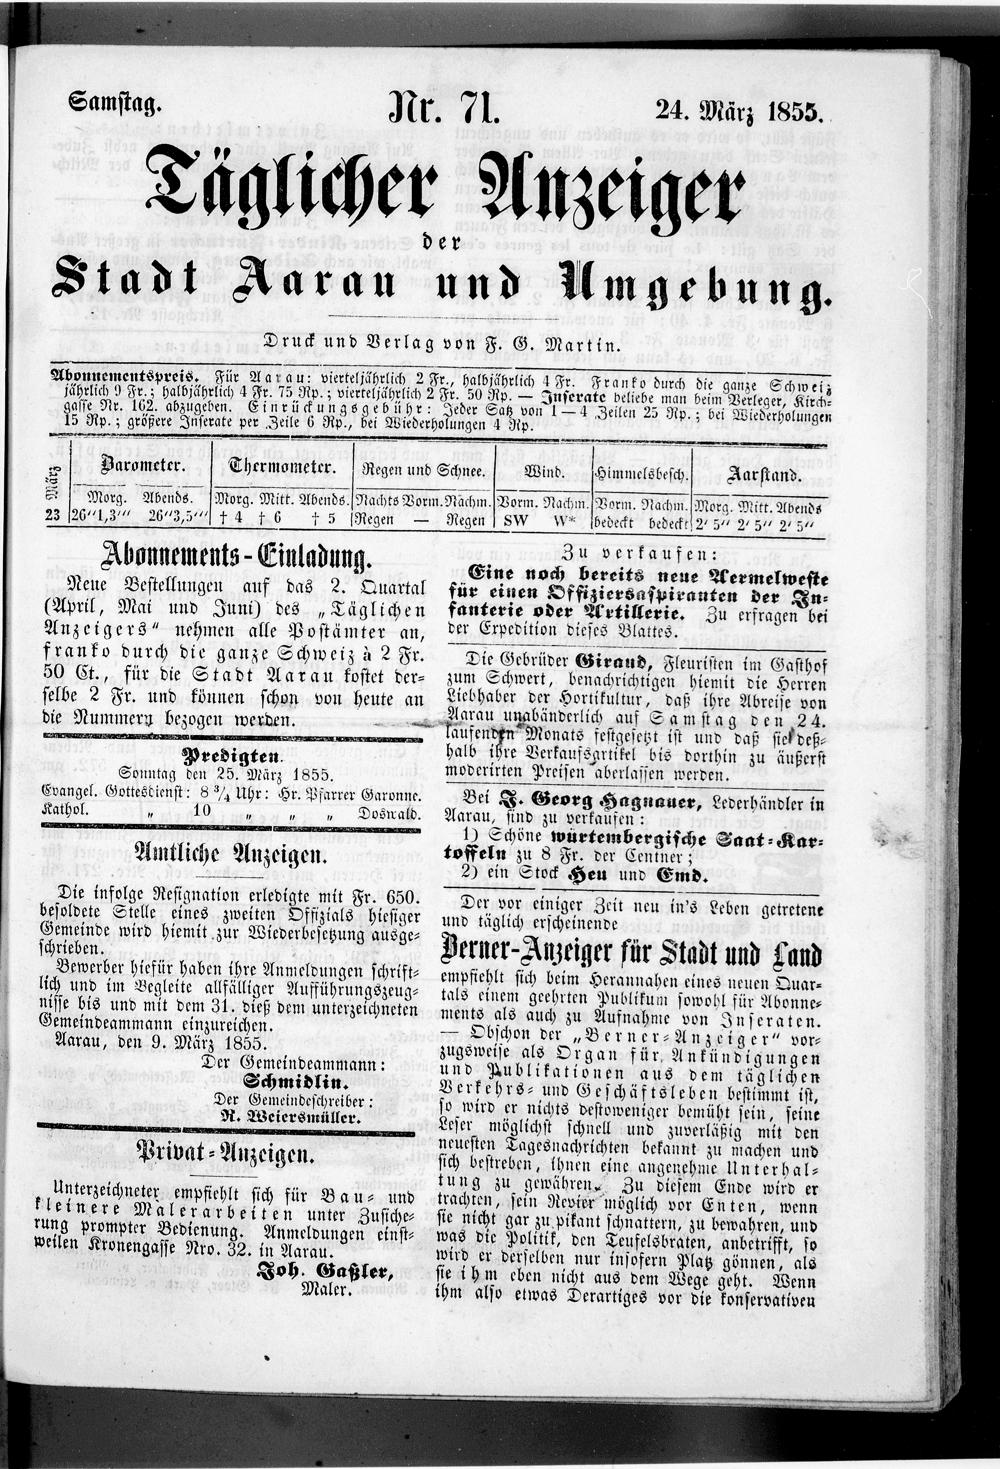 Samstag.
Nr. 71.
24. März 1855.
Täglicher Anzeiger
der
Stadt Aarau und Umgebung.
Druck und Verlag von F. G. Martin.
Abonnementspreis. Für Aarau: vierteljährlich 2 Fr., halbjährlich 4 Fr. Franko durch die ganze Schweiz
jährlich 9 Fr.; halbjährlich 4 Fr. 75 Rp.; vierteljährlich 2 Fr. 50 Rp. — Inserate beliebe man beim Verleger, Kirch-
gasse Nr. 162. abzugeben. Einrückungsgebühr: Jeder Satz von 1—4 Zeilen 25 Rp.; bei Wiederholungen
15 Rp.; größere Inserate per Zeile 6 Rp., bei Wiederholungen 4 Rp.
März Barometer. Thermometer. Regen und Schnee. Wind. Himmelsbesch. Aarstand.
Morg. Abends. Morg. Mitt. Abends. Nachts Vorm. Nachm. Vorm. Nachm. Vorm. Nachm. Morg. Mitt. Abends
23 26"1,3"' 26"3,5"' † 4 † 6 † 5 Regen — Regen SW W* bedeckt bedeckt 2' 5" 2' 5" 2' 5"
Abonnements-Einladung.
Neue Bestellungen auf das 2. Quartal
(April, Mai und Juni) des „Täglichen
Anzeigers“ nehmen alle Postämter an,
franko durch die ganze Schweiz à 2 Fr.
50 Ct., für die Stadt Aarau kostet der-
selbe 2 Fr. und können schon von heute an
die Nummern bezogen werden.
Predigten.
Sonntag den 25. März 1855.
Evangel. Gottesdienst: 8 3/4 Uhr: Hr. Pfarrer Garonne.
Kathol. „ 10 „ „ „ Doswald.
Amtliche Anzeigen.
Die infolge Resignation erledigte mit Fr. 650.
besoldete Stelle eines zweiten Offizials hiesiger
Gemeinde wird hiemit zur Wiederbesetzung ausge-
schrieben.
Bewerber hiefür haben ihre Anmeldungen schrift-
lich und im Begleite allfälliger Aufführungszeug-
nisse bis und mit dem 31. dieß dem unterzeichneten
Gemeindeammann einzureichen.
Aarau, den 9. März 1855.
Der Gemeindeammann:
Schmidlin.
Der Gemeindschreiber:
R. Weiersmüller.
Privat-Anzeigen.
Unterzeichneter empfiehlt sich für Bau- und
kleinere Malerarbeiten unter Zusiche-
rung prompter Bedienung. Anmeldungen einst-
weilen Kronengasse Nro. 32. in Aarau.
Joh. Gaßler,
Maler.
Zu verkaufen:
Eine noch bereits neue Aermelweste
für einen Offiziersaspiranten der In-
fanterie oder Artillerie. Zu erfragen bei
der Expedition dieses Blattes.
Die Gebrüder Giraud, Fleuristen im Gasthof
zum Schwert, benachrichtigen hiemit die Herren
Liebhaber der Hortikultur, daß ihre Abreise von
Aarau unabänderlich auf Samstag den 24.
laufenden Monats festgesetzt ist und daß sie deß-
halb ihre Verkaufsartikel bis dorthin zu äußerst
moderirten Preisen aberlassen werden.
Bei J. Georg Hagnauer, Lederhändler in
Aarau, sind zu verkaufen:
1) Schöne würtembergische Saat-Kar-
toffeln zu 8 Fr. der Centner;
2) ein Stock Heu und Emd.
Der vor einiger Zeit neu in's Leben getretene
und täglich erscheinende
Berner-Anzeiger für Stadt und Land
empfiehlt sich beim Herannahen eines neuen Quar-
tals einem geehrten Publikum sowohl für Abonne-
ments als auch zu Aufnahme von Inseraten.
— Obschon der „Berner-Anzeiger“ vor-
zugsweise als Organ für Ankündigungen
und Publikationen aus dem täglichen
Verkehrs- und Geschäftsleben bestimmt ist,
so wird er nichts destoweniger bemüht sein, seine
Leser möglichst schnell und zuverläßig mit den
neuesten Tagesnachrichten bekannt zu machen und
sich bestreben, ihnen eine angenehme Unterhal-
tung zu gewähren. Zu diesem Ende wird er
trachten, sein Revier möglich vor Enten, wenn
sie nicht gar zu pikant schnattern, zu bewahren, und
was die Politik, den Teufelsbraten, anbetrifft, so
wird er derselben nur insofern Platz gönnen, als
sie ihm eben nicht aus dem Wege geht. Wenn
ihm also etwas Derartiges vor die konservativen